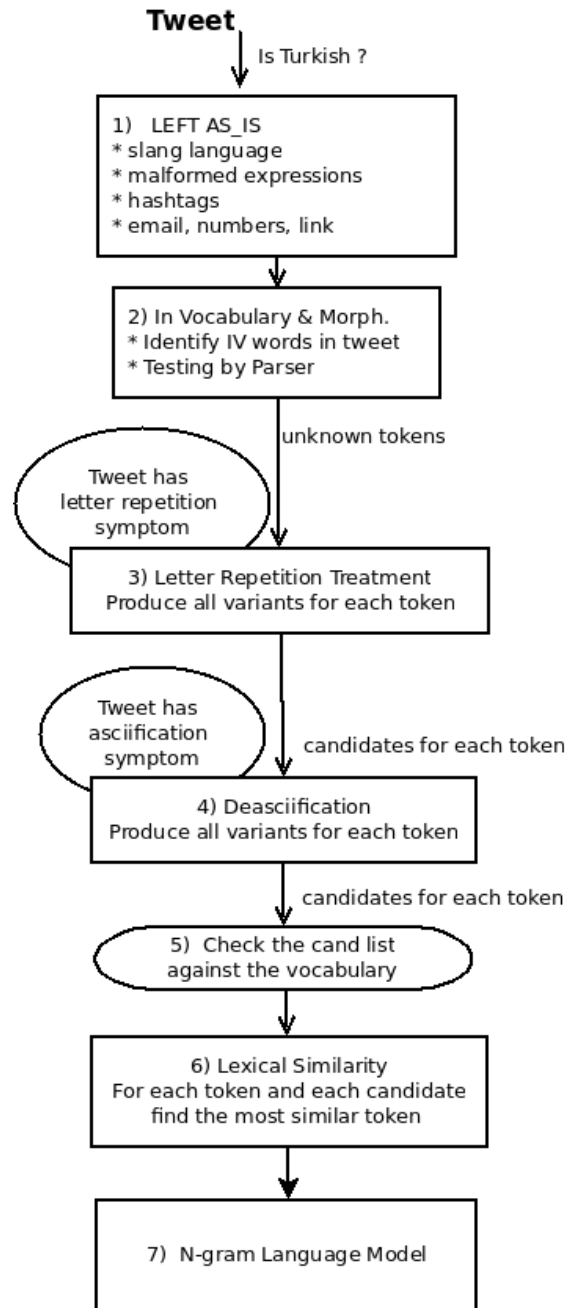 Tweet
Is Turkish ?
1) LEFT AS_IS
* slang language
* malformed expressions
* hashtags
* email, numbers, link
2) In Vocabulary & Morph.
* Identify IV words in tweet
* Testing by Parser
unknown tokens
Tweet has
letter repetition
symptom
3) Letter Repetition Treatment
Produce all variants for each token
Tweet has
asciification
symptom
candidates for each token
4) Deasciification
Produce all variants for each token
candidates for each token
5) Check the cand list
against the vocabulary
6) Lexical Similarity
For each token and each candidate
find the most similar token
7) N-gram Language Model